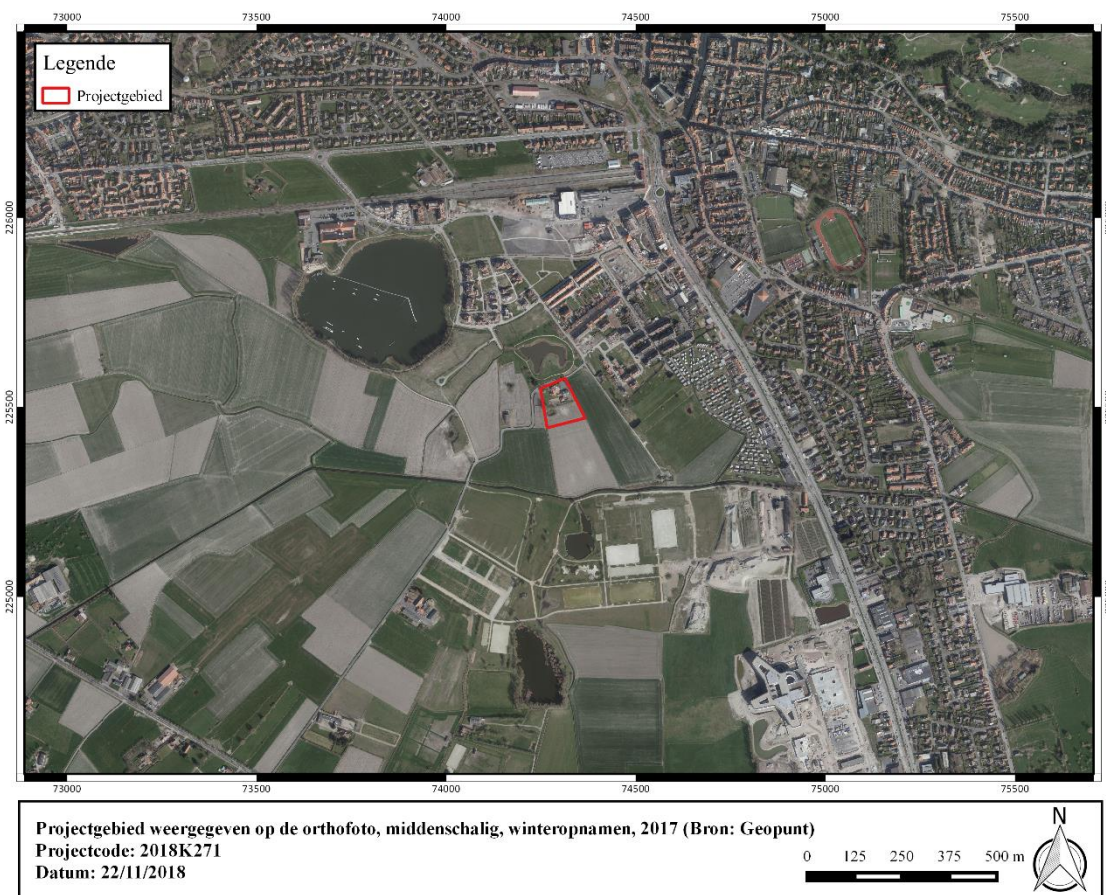 73000 73500 74000 74500 75000 75500
Legende
Projectgebied
226000
225500
225000
73000 73500 74000 74500 75000 75500
Projectgebied weergegeven op de orthofoto, middenschalig, winteropnamen, 2017 (Bron: Geopunt)
Projectcode: 2018K271
Datum: 22/11/2018
N
0 125 250 375 500 m